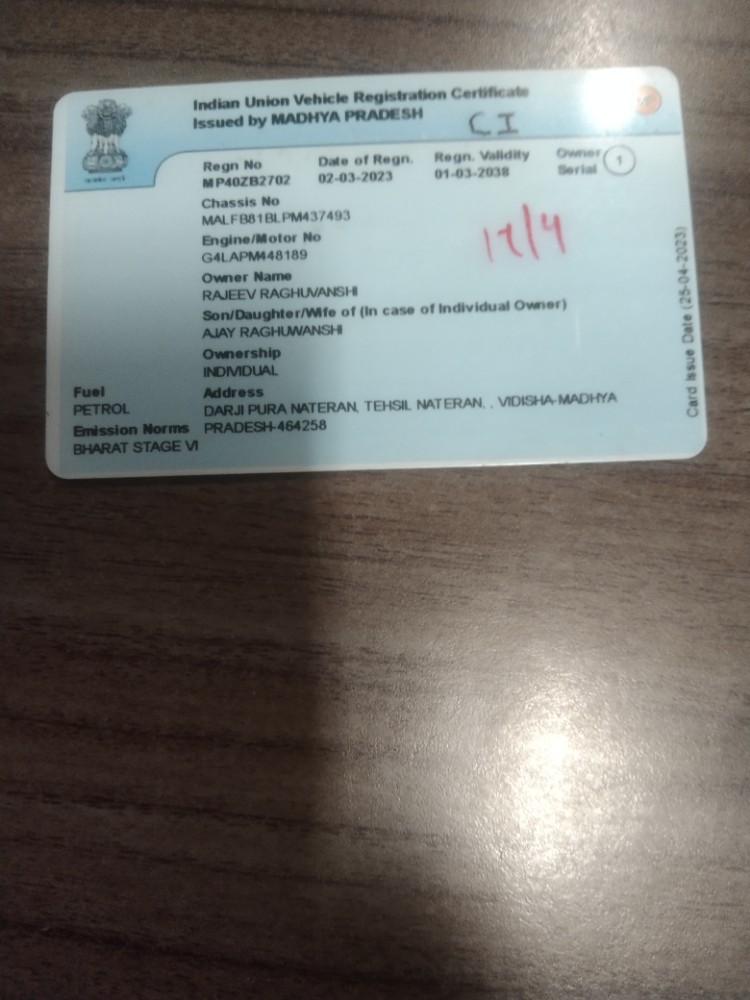 Indian Union Vehicle Registration Certificate
Issued by MADHYA PRADESH
CI
Regn No Date of Regn. Regn. Validity Owner Serial 1
MP40ZB2702 02-03-2023 01-03-2038
Chassis No
MALFB81BLPM437493
17/4
Engine/Motor No
G4LAPM448189
Owner Name
RAJEEV RAGHUVANSHI
Son/Daughter/Wife of (In case of Individual Owner)
AJAY RAGHUWANSHI
Ownership
INDIVIDUAL
Fuel
PETROL
Emission Norms
BHARAT STAGE VI
Address
DARJI PURA NATERAN, TEHSIL NATERAN, , VIDISHA-MADHYA
PRADESH-464258
Card Issue Date (25-04-2023)